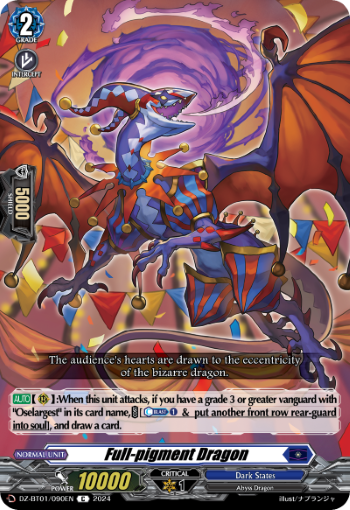 2
GRADE
INTERCEPT
5000
SHIELD
The audience's hearts are drawn to the eccentricity
of the bizarre dragon.
AUTO【 】:When this unit attacks, if you have a grade 3 or greater vanguard with
"Oselargest" in its card name, [C BLAST 1 & put another front row rear-guard
into soul], and draw a card.
NORMAL UNIT
Full-pigment Dragon
POWER 10000 CRITICAL 1
Dark States
Abyss Dragon
DZ-BT01/090EN C 2024
illust/ナブランジャ